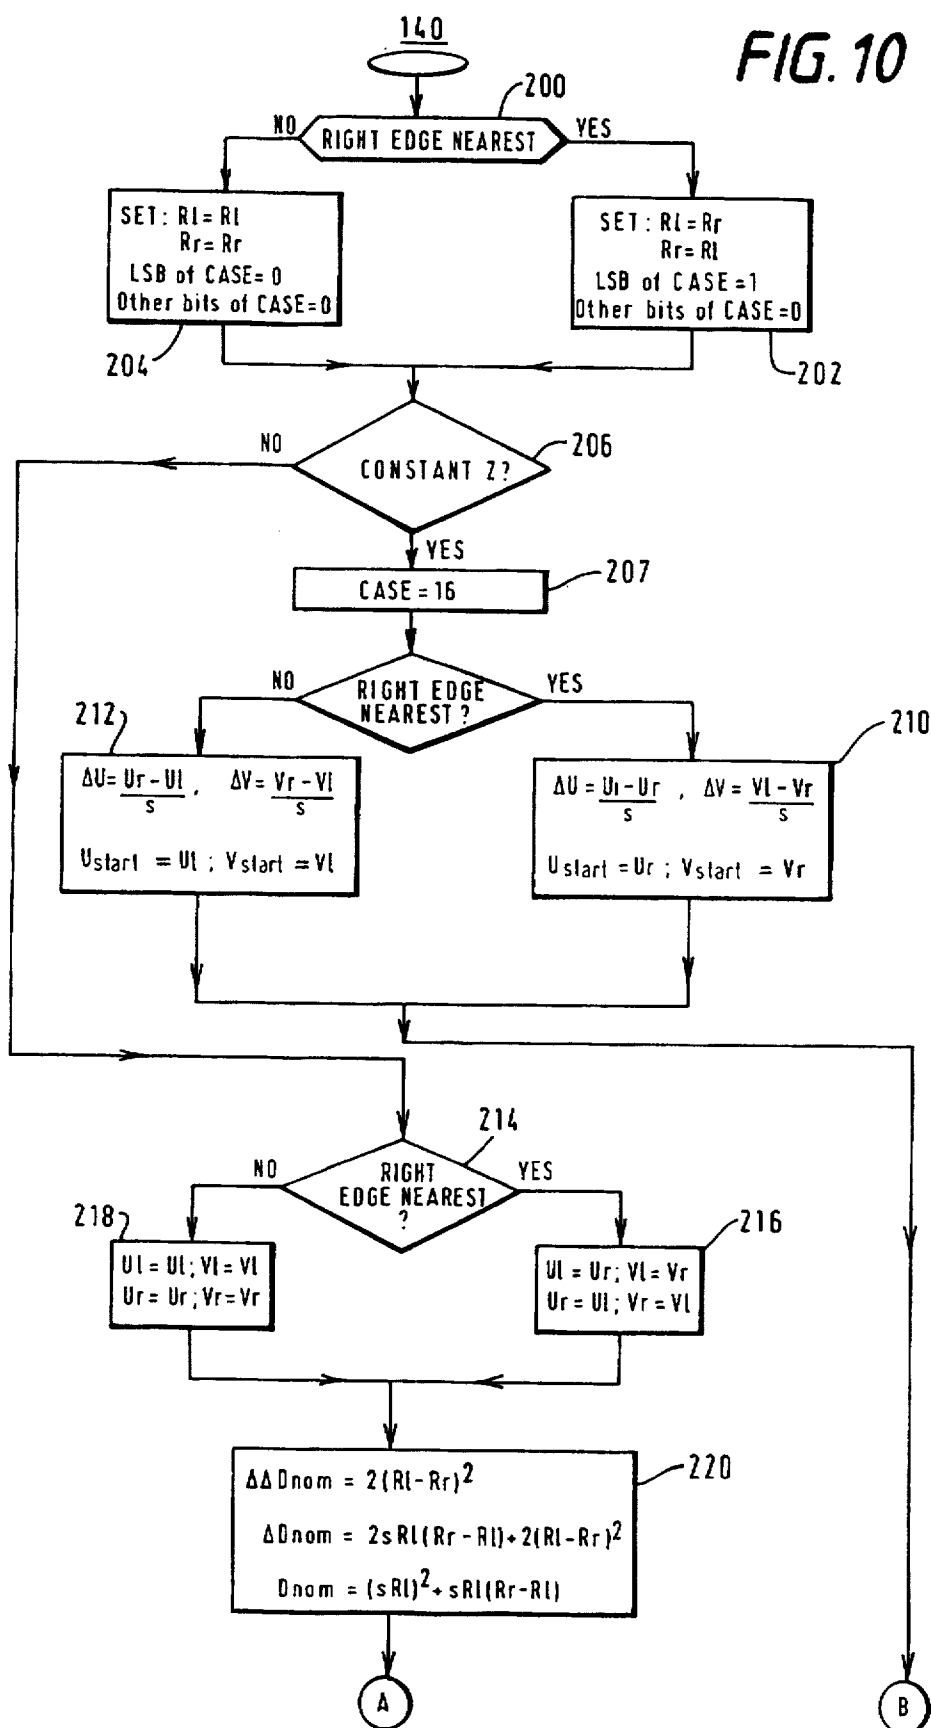 140
FIG. 10
200
NO
RIGHT EDGE NEAREST
YES
SET: Rl = Rl
Rr = Rr
LSB of CASE = 0
Other bits of CASE = 0
204
SET: Rl = Rr
Rr = Rl
LSB of CASE = 1
Other bits of CASE = 0
202
NO
206
CONSTANT Z?
YES
207
CASE = 16
NO
RIGHT EDGE
NEAREST?
YES
212
ΔU = Ur - Ul / s , ΔV = Vr - Vl / s
Ustart = Ul ; Vstart = Vl
210
ΔU = Ul - Ur / s , ΔV = Vl - Vr / s
Ustart = Ur ; Vstart = Vr
214
NO
RIGHT
EDGE NEAREST
?
YES
218
Ul = Ul ; Vl = Vl
Ur = Ur ; Vr = Vr
216
Ul = Ur ; Vl = Vr
Ur = Ul ; Vr = Vl
220
ΔΔDnom = 2(Rl-Rr)²
ΔDnom = 2sRl(Rr-Rl)+2(Rl-Rr)²
Dnom = (sRl)²+sRl(Rr-Rl)
A
B